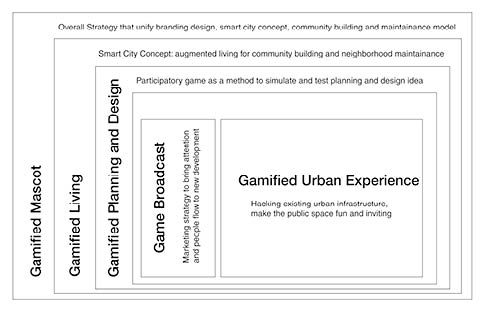 Overall Strategy that unify branding design, smart city concept, community building and maintainance model
Gamified Mascot
Smart City Concept: augmented living for community building and neighborhood maintainance
Gamified Living
Participatory game as a method to simulate and test planning and design idea
Gamified Planning and Design
Game Broadcast
Marketing strategy to bring attention
and people flow to new development
Gamified Urban Experience
Hacking existing urban infrastructure,
make the public space fun and inviting